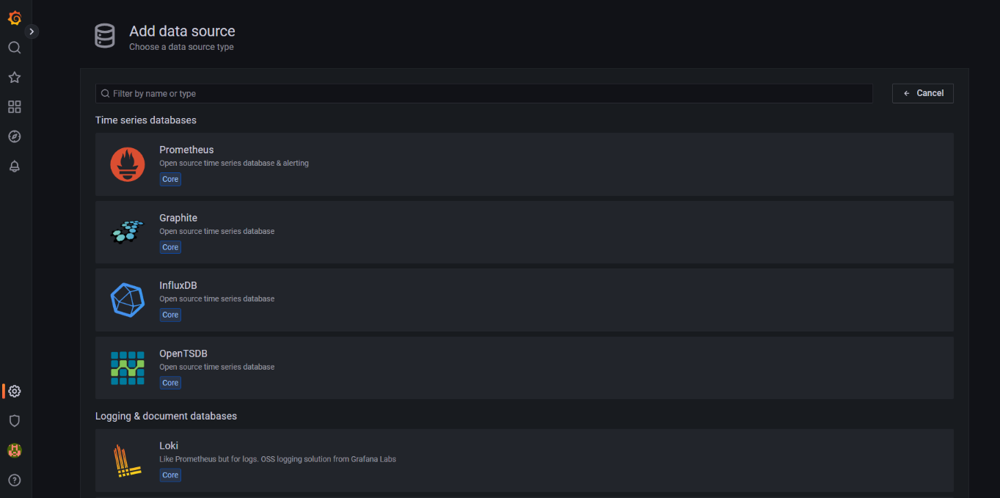 Add data source
Choose a data source type
Filter by name or type
Cancel
Time series databases
Prometheus
Open source time series database & alerting
Core
Graphite
Open source time series database
Core
InfluxDB
Open source time series database
Core
OpenTSDB
Open source time series database
Core
Logging & document databases
Loki
Like Prometheus but for logs. OSS logging solution from Grafana Labs
Core